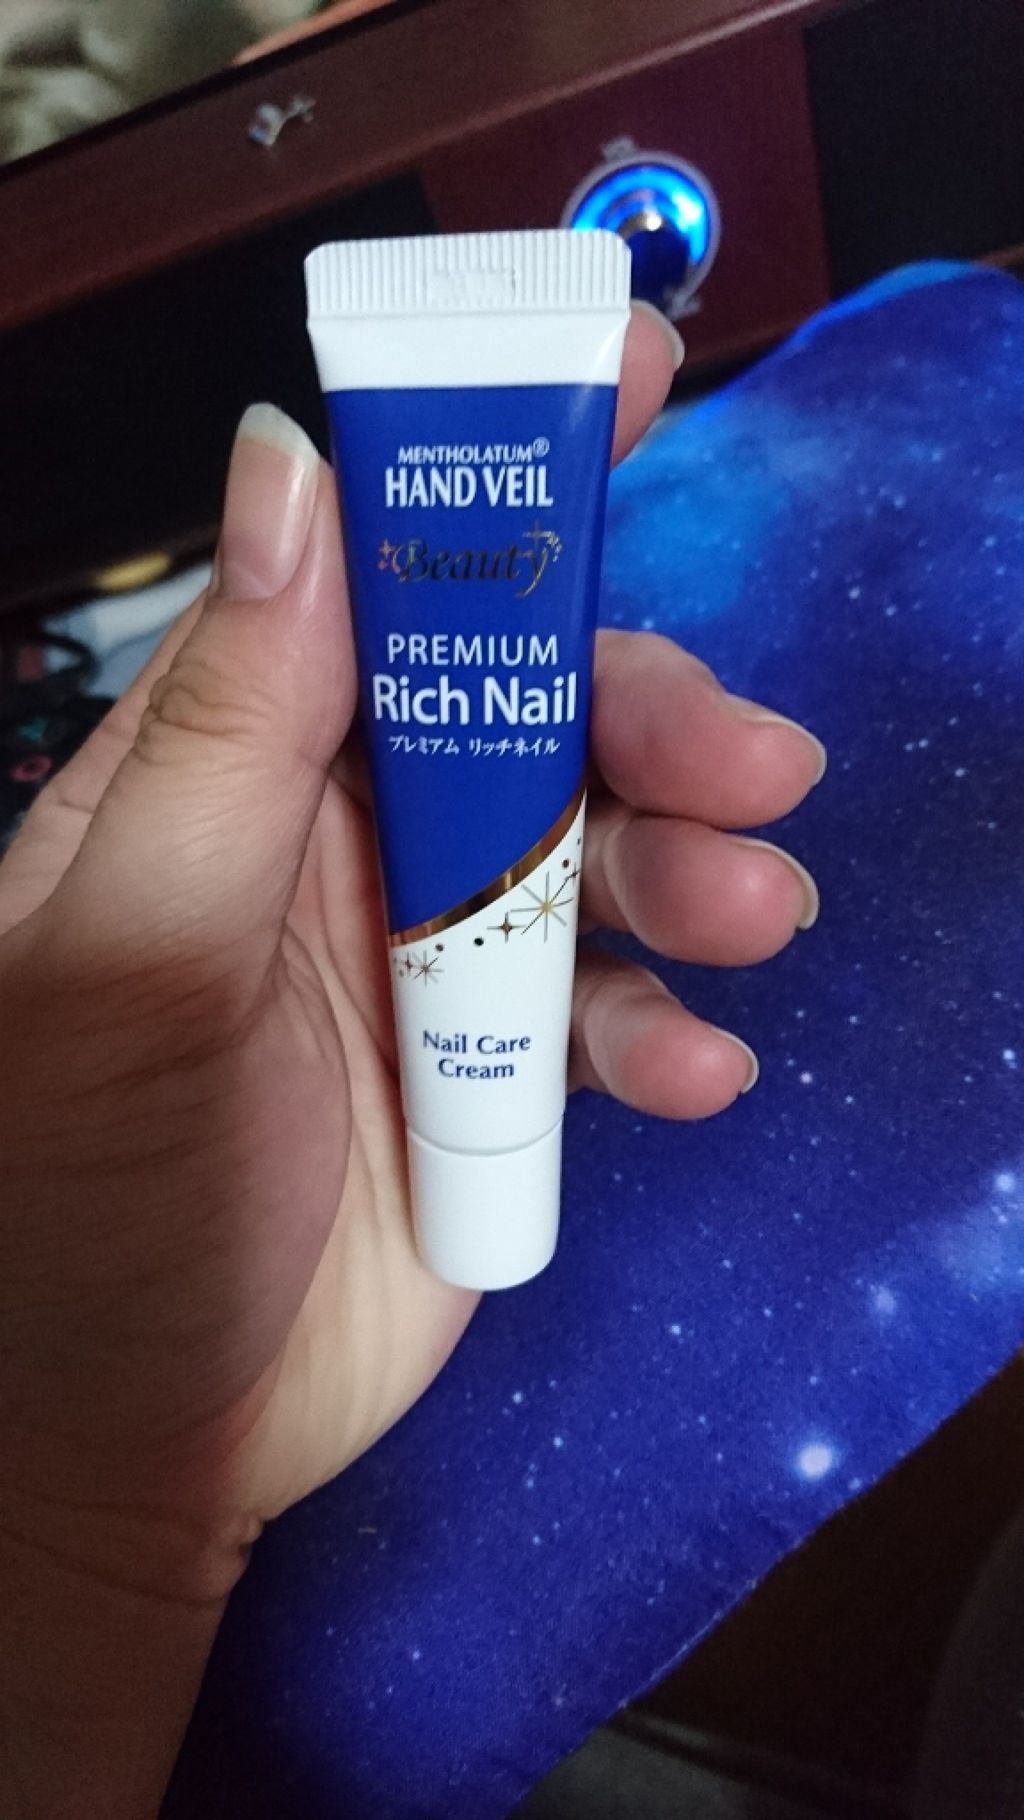 MENTHOLATUM®
HAND VEIL
Beauty
PREMIUM
Rich Nail
プレミアム リッチネイル
Nail Care
Cream